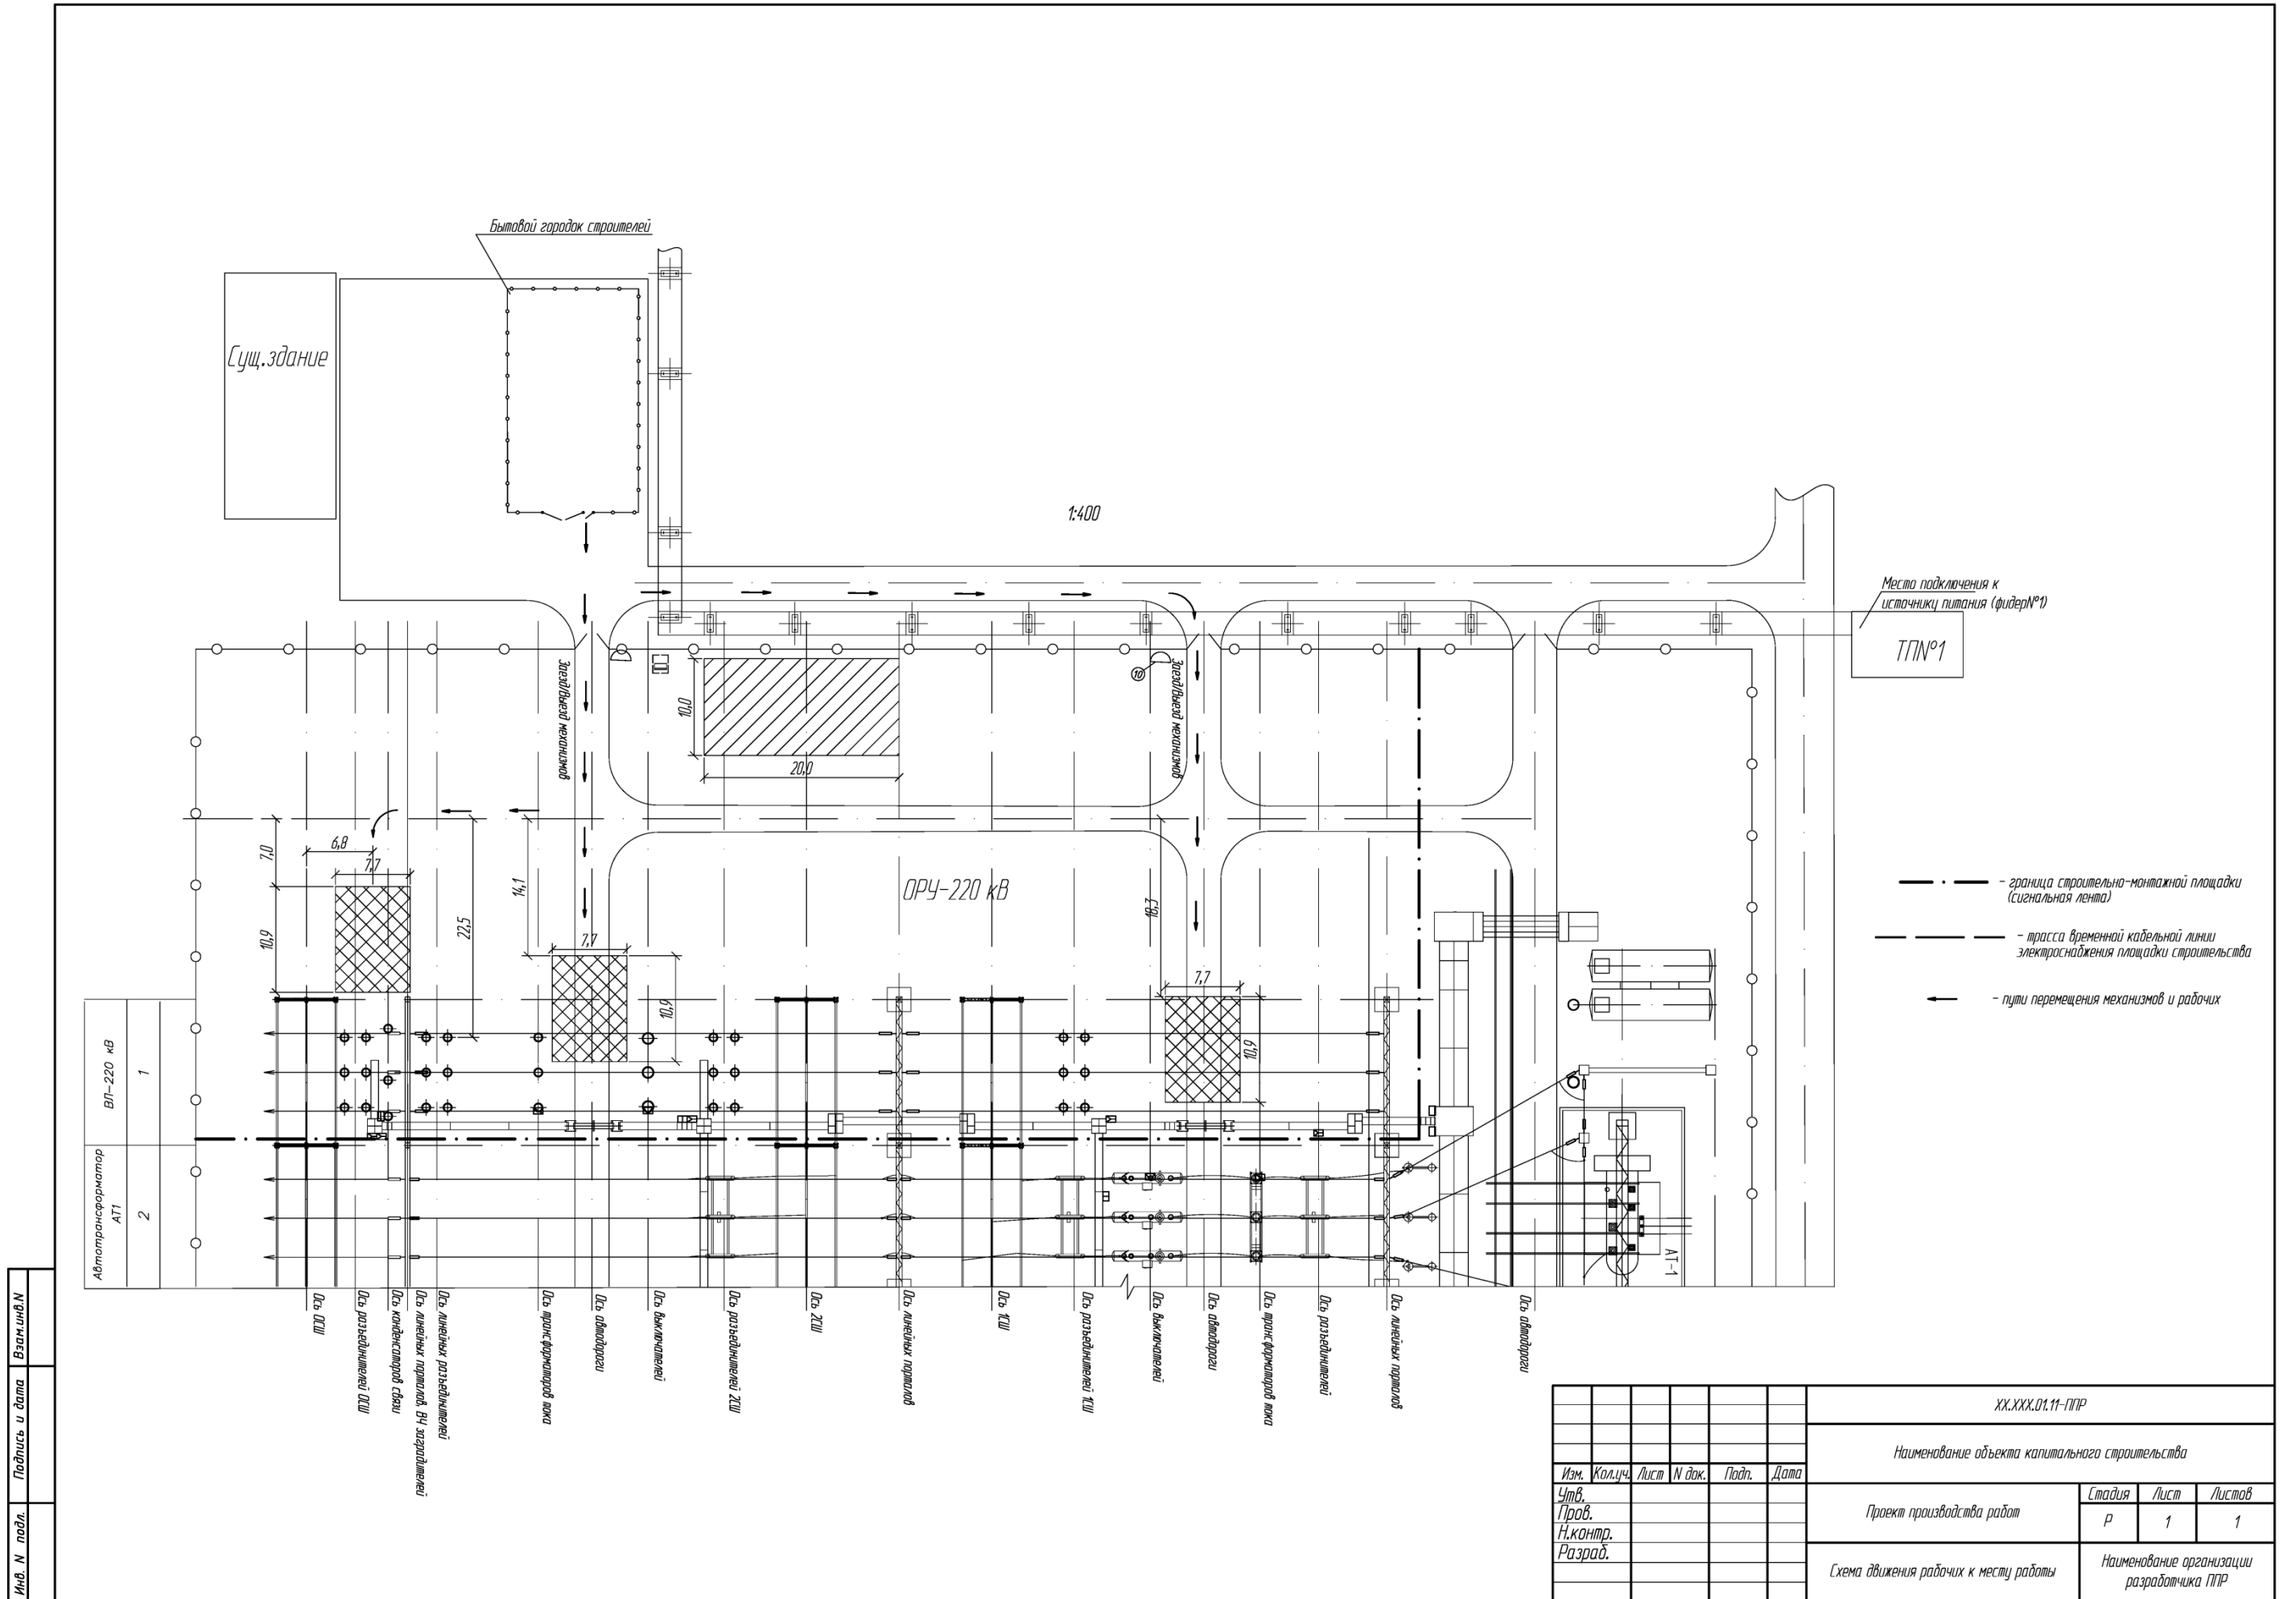 Бытовой городок строителей
Сущ.здание
1:400
Место подключения к
источнику питания (фидер№1)
ТП№1
Заезд/Выезд механизмов
10,0
20,0
10
Заезд/Выезд механизмов
7,0
6,8
7,7
10,9
22,5
14,1
7,7
10,9
ОРУ-220 кВ
18,3
7,7
10,9
- граница строительно-монтажной площадки
(сигнальная лента)
- трасса временной кабельной линии
электроснабжения площадки строительства
- пути перемещения механизмов и рабочих
ВЛ-220 кВ
1
Автотрансформатор
АТ1
2
АТ-1
Ось ОСШ
Ось разъединителей ОСШ
Ось конденсаторов связи
Ось линейных порталов, ВЧ заградителей
Ось линейных разъединителей
Ось трансформаторов тока
Ось автодороги
Ось выключателей
Ось разъединителей 2СШ
Ось 2СШ
Ось линейных порталов
Ось 1СШ
Ось разъединителей 1СШ
Ось выключателей
Ось автодороги
Ось трансформаторов тока
Ось разъединителей
Ось линейных порталов
Ось автодороги
Взам.инв.N
Подпись и дата
Инв. N подл.
XX.XXX.01.11-ППР
Наименование объекта капитального строительства
Изм. Кол.уч. Лист N док. Подп. Дата
Утв.
Пров.
Н.контр.
Разраб.
Проект производства работ
Стадия Лист Листов
Р 1 1
Схема движения рабочих к месту работы
Наименование организации
разработчика ППР